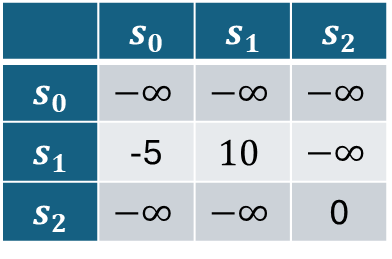 s₀ s₁ s₂
s₀ −∞ −∞ −∞
s₁ -5 10 −∞
s₂ −∞ −∞ 0